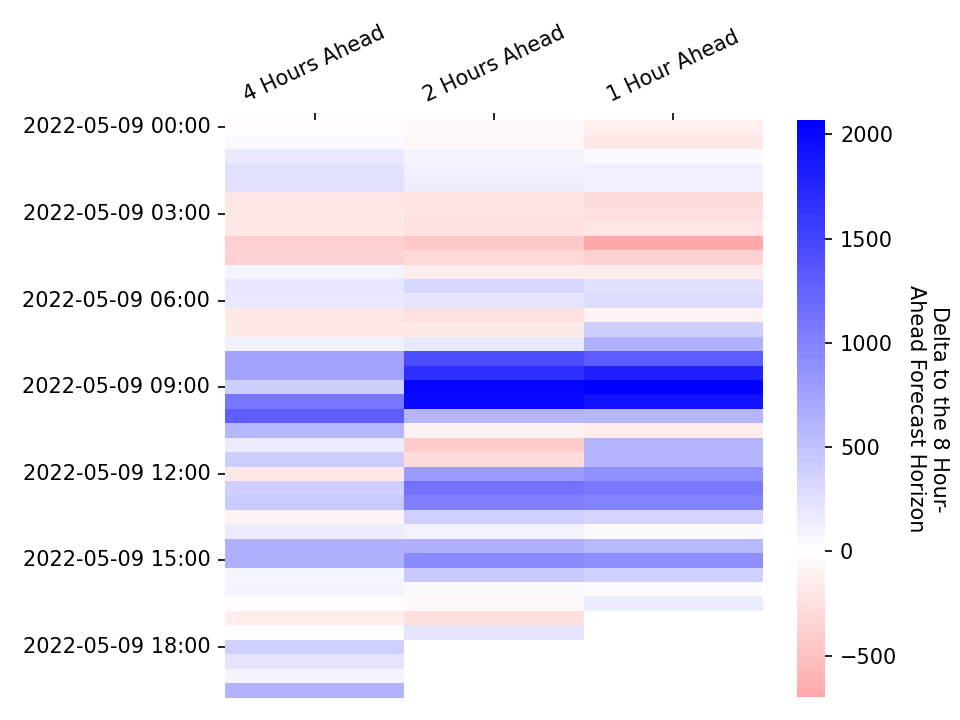 4 Hours Ahead
2 Hours Ahead
1 Hour Ahead
2022-05-09 00:00
2022-05-09 03:00
2022-05-09 06:00
2022-05-09 09:00
2022-05-09 12:00
2022-05-09 15:00
2022-05-09 18:00
2000
1500
1000
500
0
−500
Delta to the 8 Hour-
Ahead Forecast Horizon